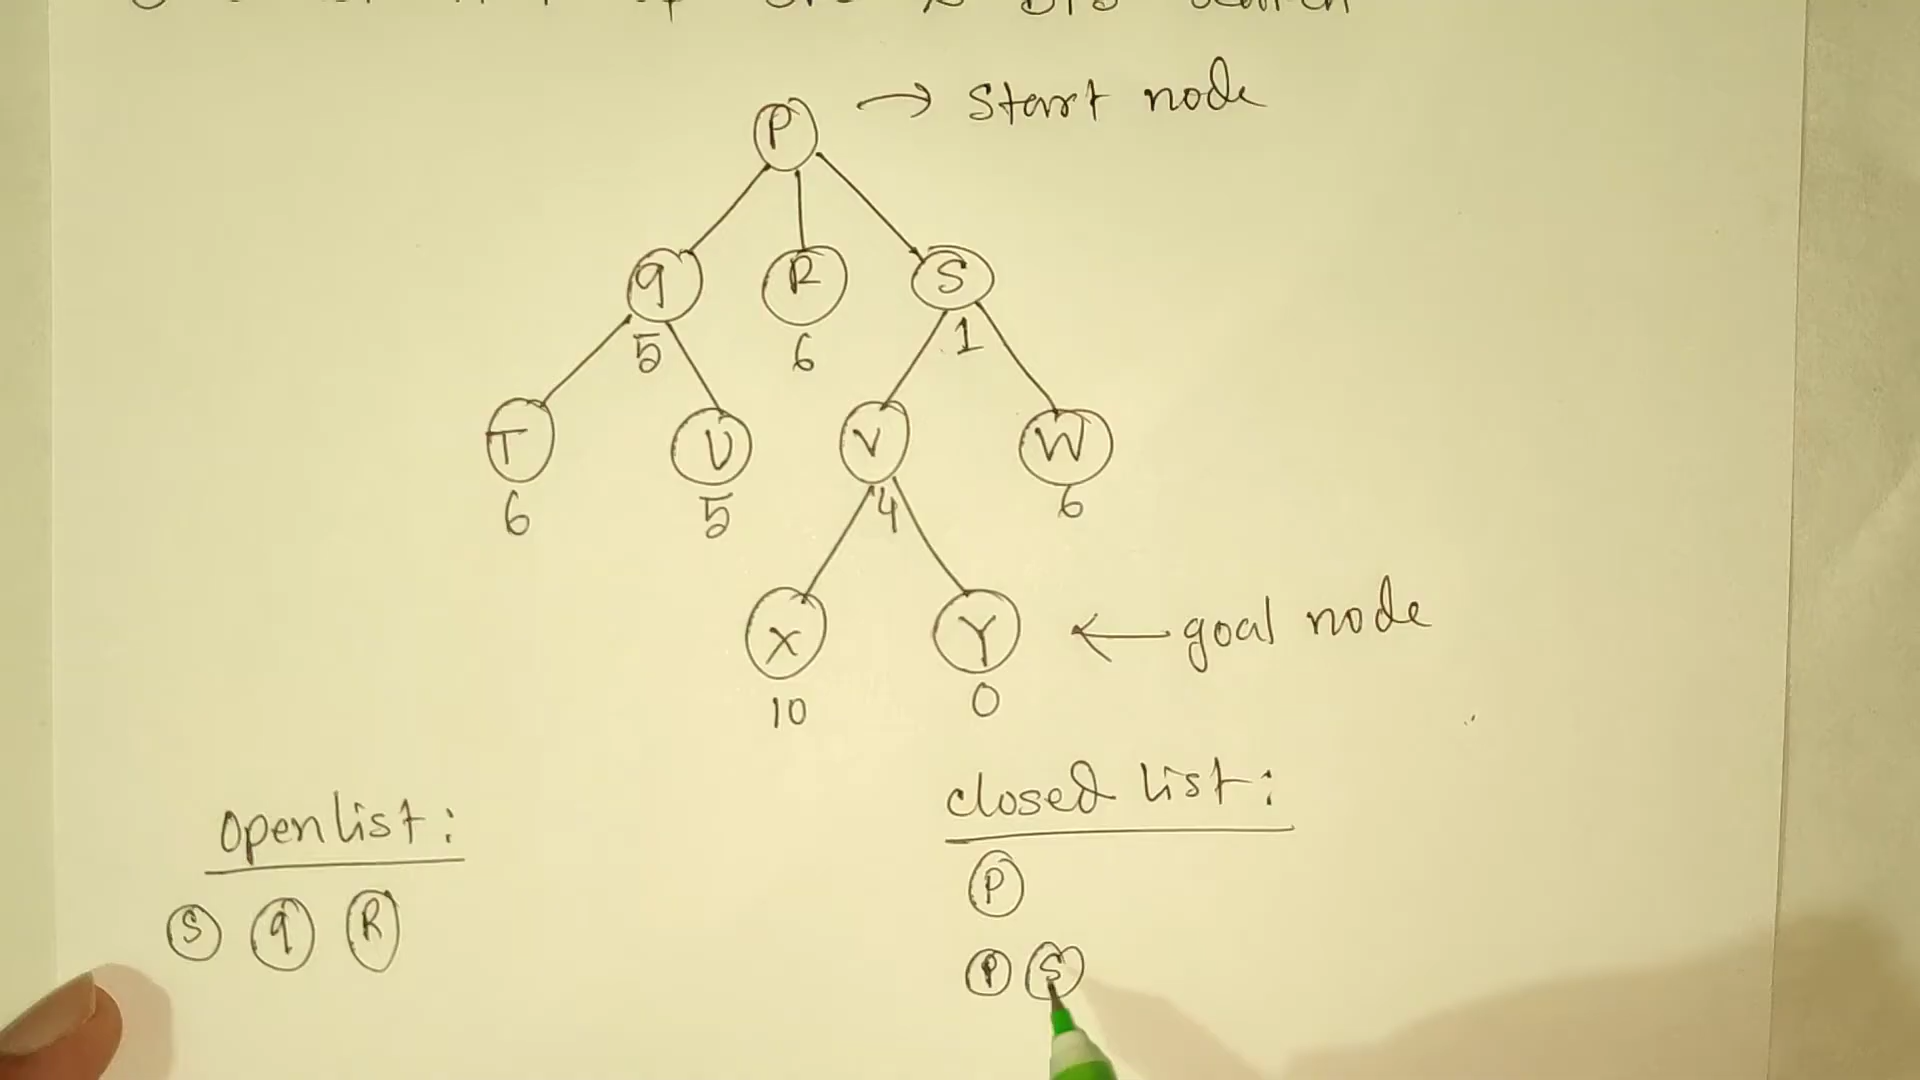 P → Start node
q R S
5 6 1
T U V W
6 5 4 6
X Y ← goal node
10 0
Open list: closed list:
P
S q R
P S